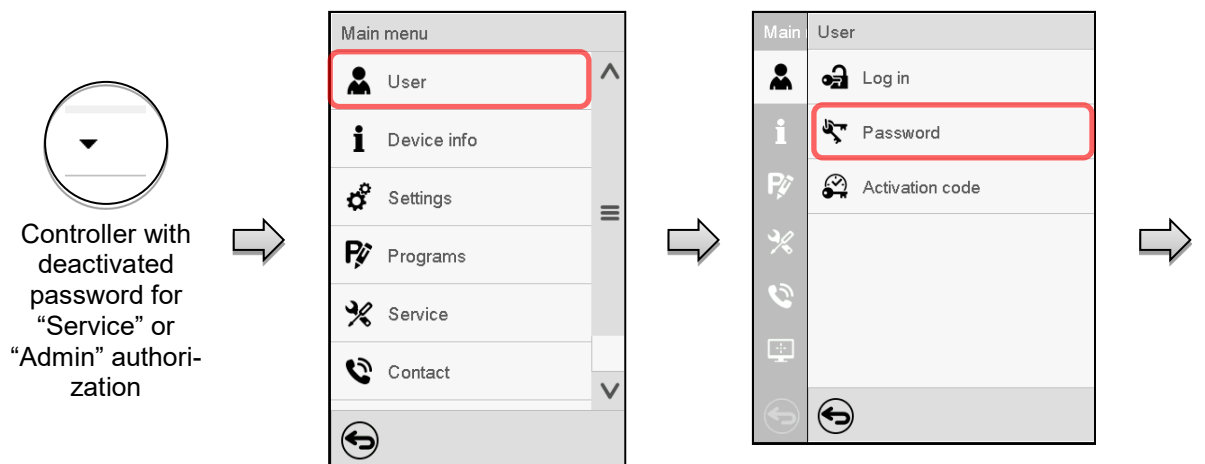 Controller with
deactivated
password for
“Service” or
“Admin” authori-
zation
Main menu
User
Device info
Settings
Programs
Service
Contact
Main
User
Log in
Password
Activation code